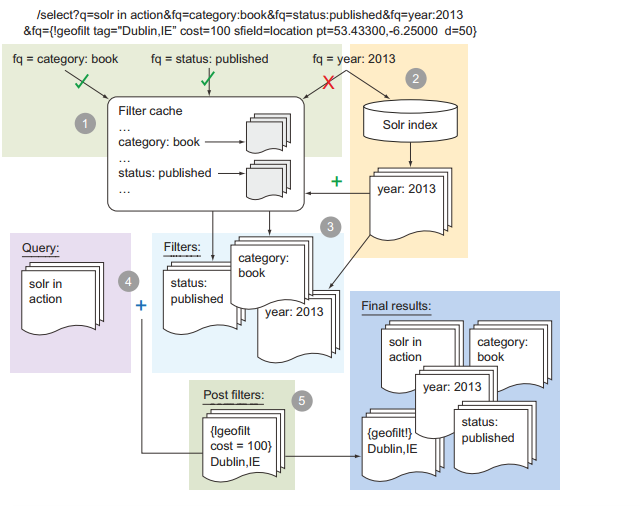 /select?q=solr in action&fq=category:book&fq=status:published&fq=year:2013
&fq={!geofilt tag="Dublin,IE" cost=100 sfield=location pt=53.43300,-6.25000 d=50}
fq = category: book
fq = status: published
fq = year: 2013
1
2
Filter cache
...
category: book
...
status: published
...
Solr index
year: 2013
+
3
Query:
solr in
action
4
+
Filters:
status:
published
category:
book
year: 2013
Post filters:
5
{!geofilt
cost = 100}
Dublin,IE
Final results:
solr in
action
category:
book
year: 2013
{geofilt!}
Dublin,IE
status:
published